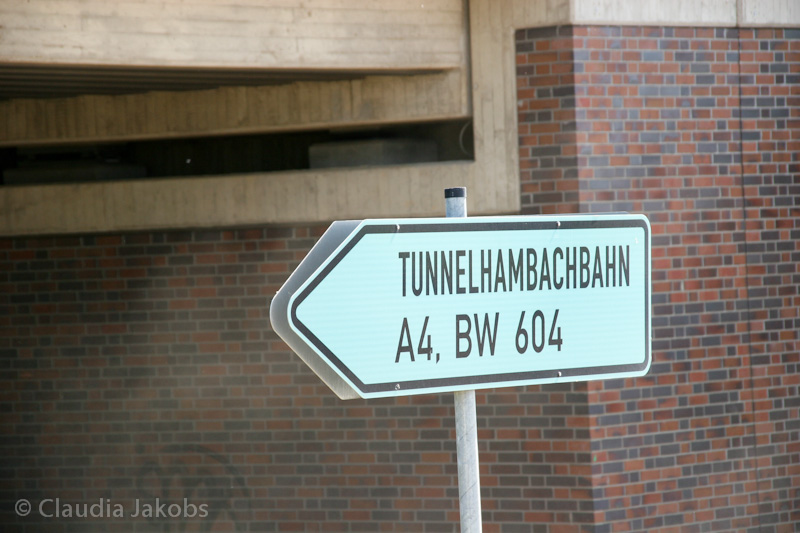 TUNNELHAMBACHBAHN
A4, BW 604
© Claudia Jakobs